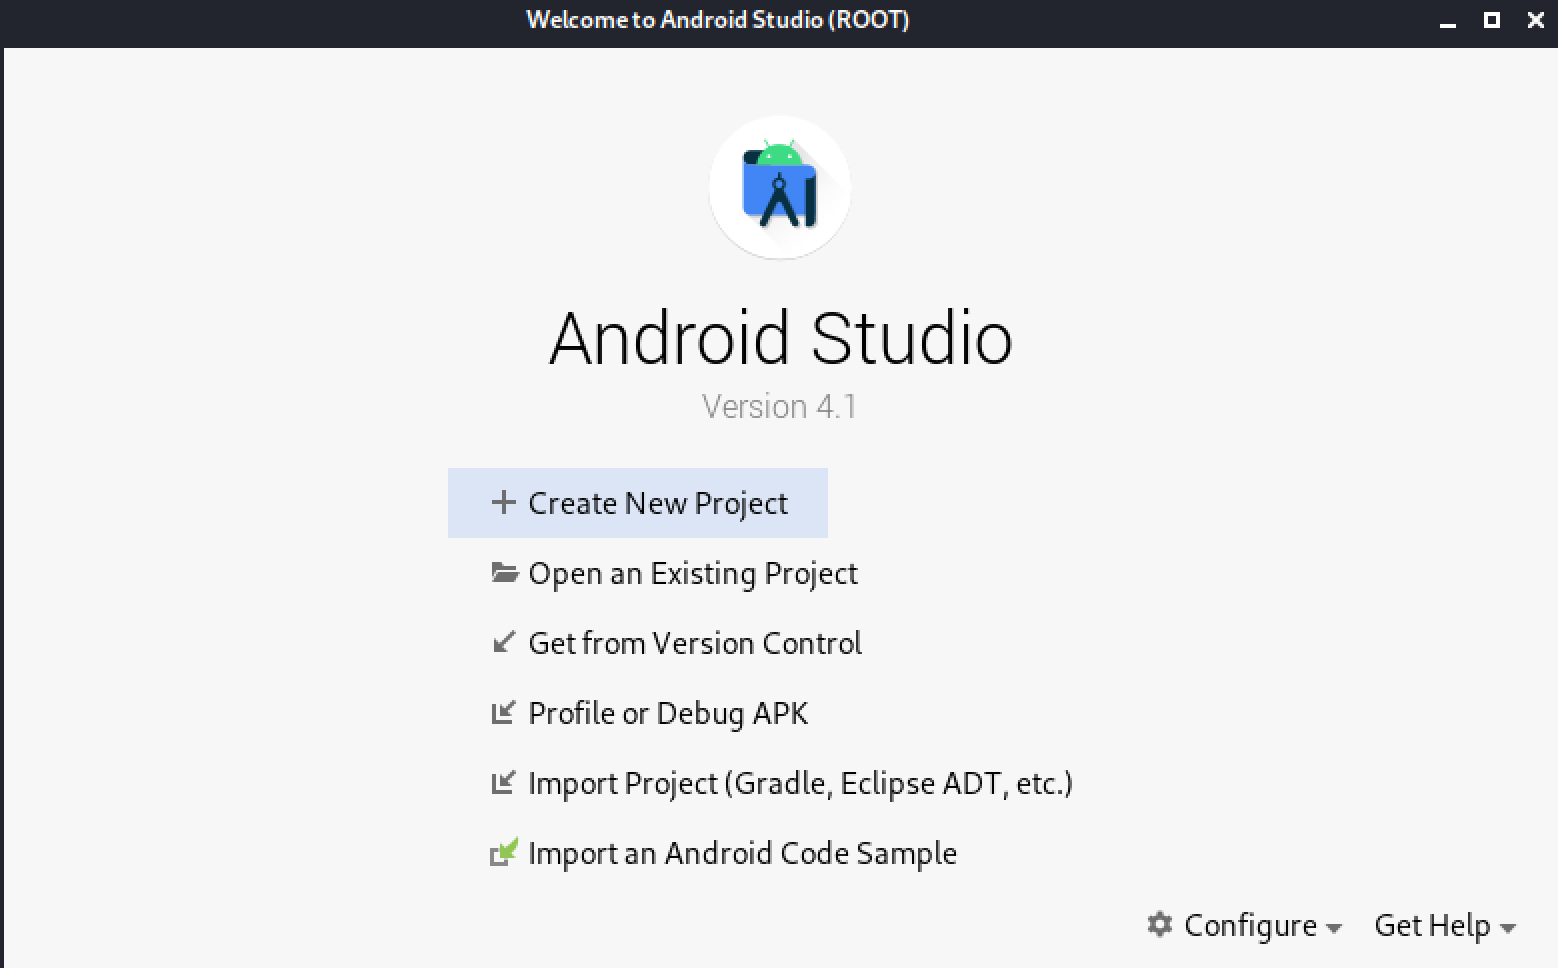 Welcome to Android Studio (ROOT)
Android Studio
Version 4.1
Create New Project
Open an Existing Project
Get from Version Control
Profile or Debug APK
Import Project (Gradle, Eclipse ADT, etc.)
Import an Android Code Sample
Configure Get Help